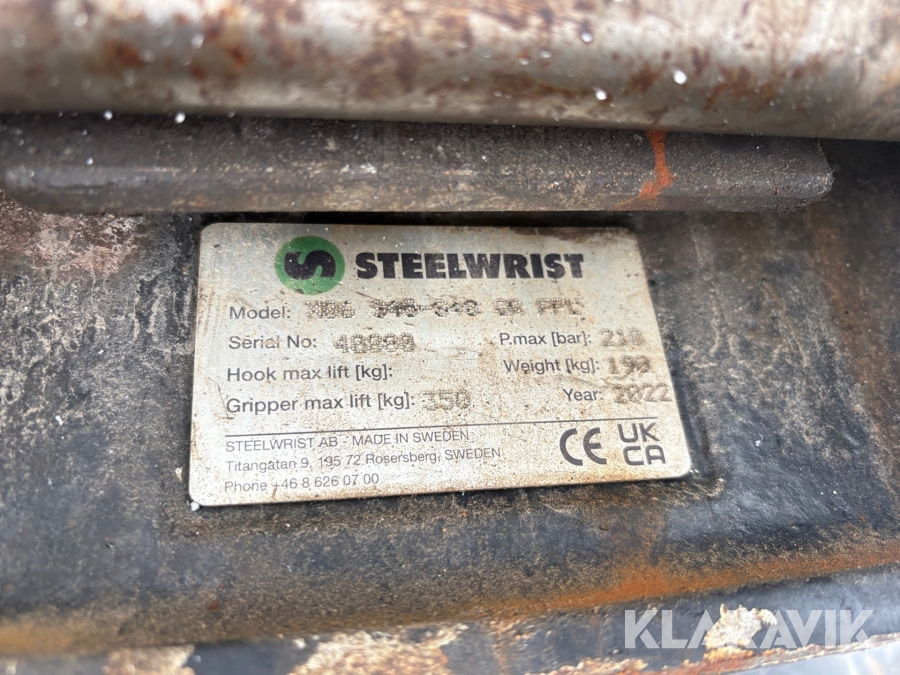 STEELWRIST
Model:
Serial No:
P.max [bar]: 210
Hook max lift [kg]:
Weight [kg]: 190
Gripper max lift [kg]: 350
Year: 2022
STEELWRIST AB - MADE IN SWEDEN
Titangatan 9, 195 72 Rosersberg, SWEDEN
Phone +46 8 626 07 00
CE
UK
CA
KLARAVIK